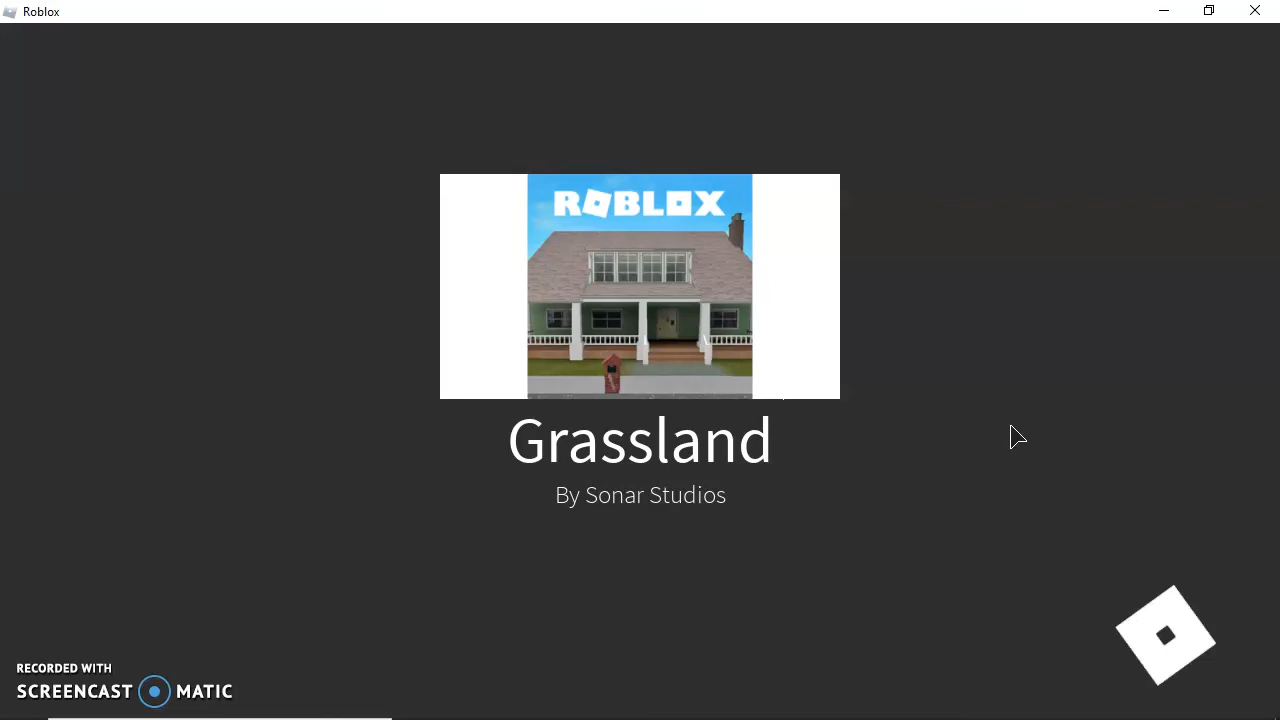 Roblox
ROBLOX
Grassland
By Sonar Studios
RECORDED WITH
SCREENCAST MATIC